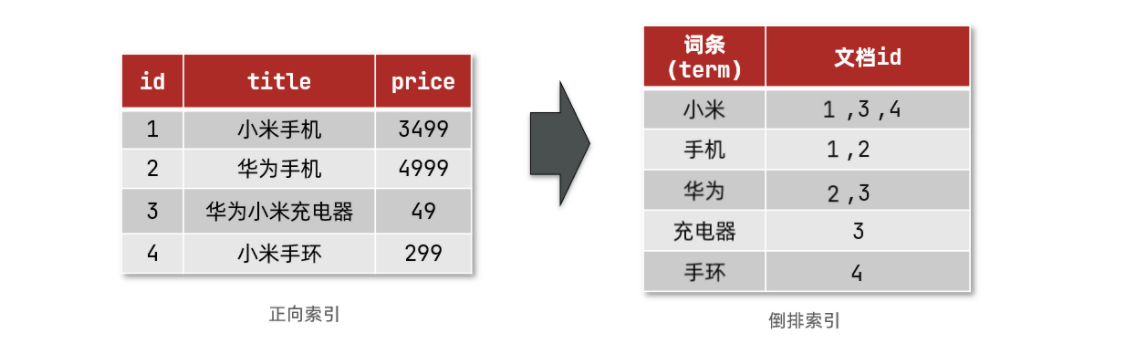 id title price
1 小米手机 3499
2 华为手机 4999
3 华为小米充电器 49
4 小米手环 299
正向索引
词条
(term) 文档id
小米 1 ,3 ,4
手机 1 ,2
华为 2 ,3
充电器 3
手环 4
倒排索引